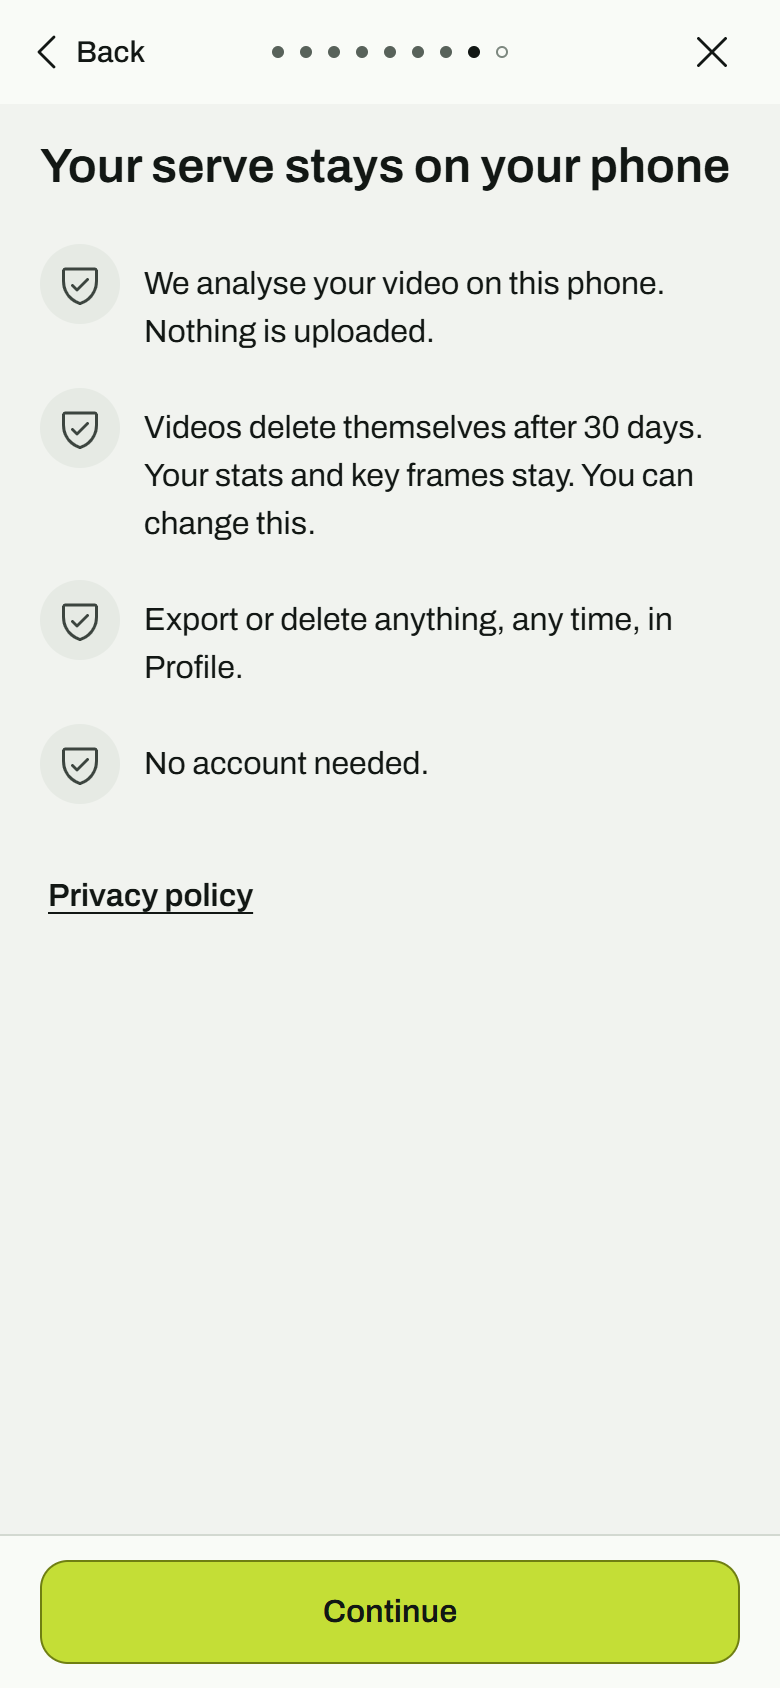 Back
Your serve stays on your phone
We analyse your video on this phone.
Nothing is uploaded.
Videos delete themselves after 30 days.
Your stats and key frames stay. You can
change this.
Export or delete anything, any time, in
Profile.
No account needed.
Privacy policy
Continue